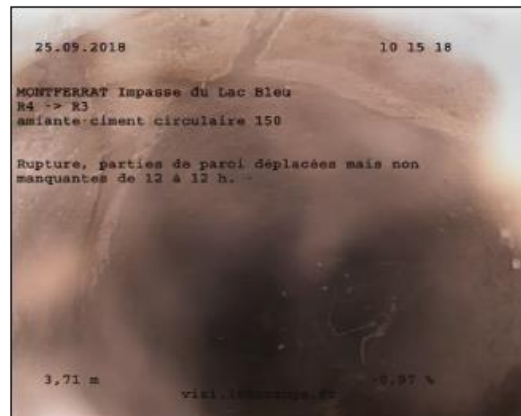 25.09.2018 10 15 18
MONTFERRAT Impasse du Lac Bleu
R4 -> R3
amiante-ciment circulaire 150
Rupture, parties de paroi déplacées mais non
manquantes de 12 à 12 h.
3,71 m -0,97 %